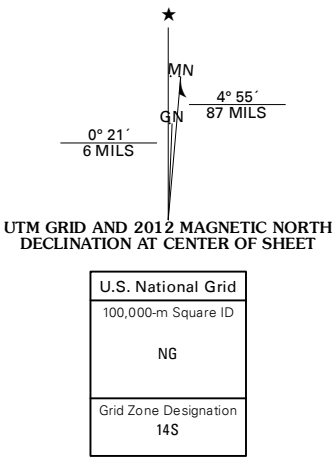 ★
MN
4° 55´
87 MILS
GN
0° 21´
6 MILS
UTM GRID AND 2012 MAGNETIC NORTH
DECLINATION AT CENTER OF SHEET
U.S. National Grid
100,000-m Square ID
NG
Grid Zone Designation
14S